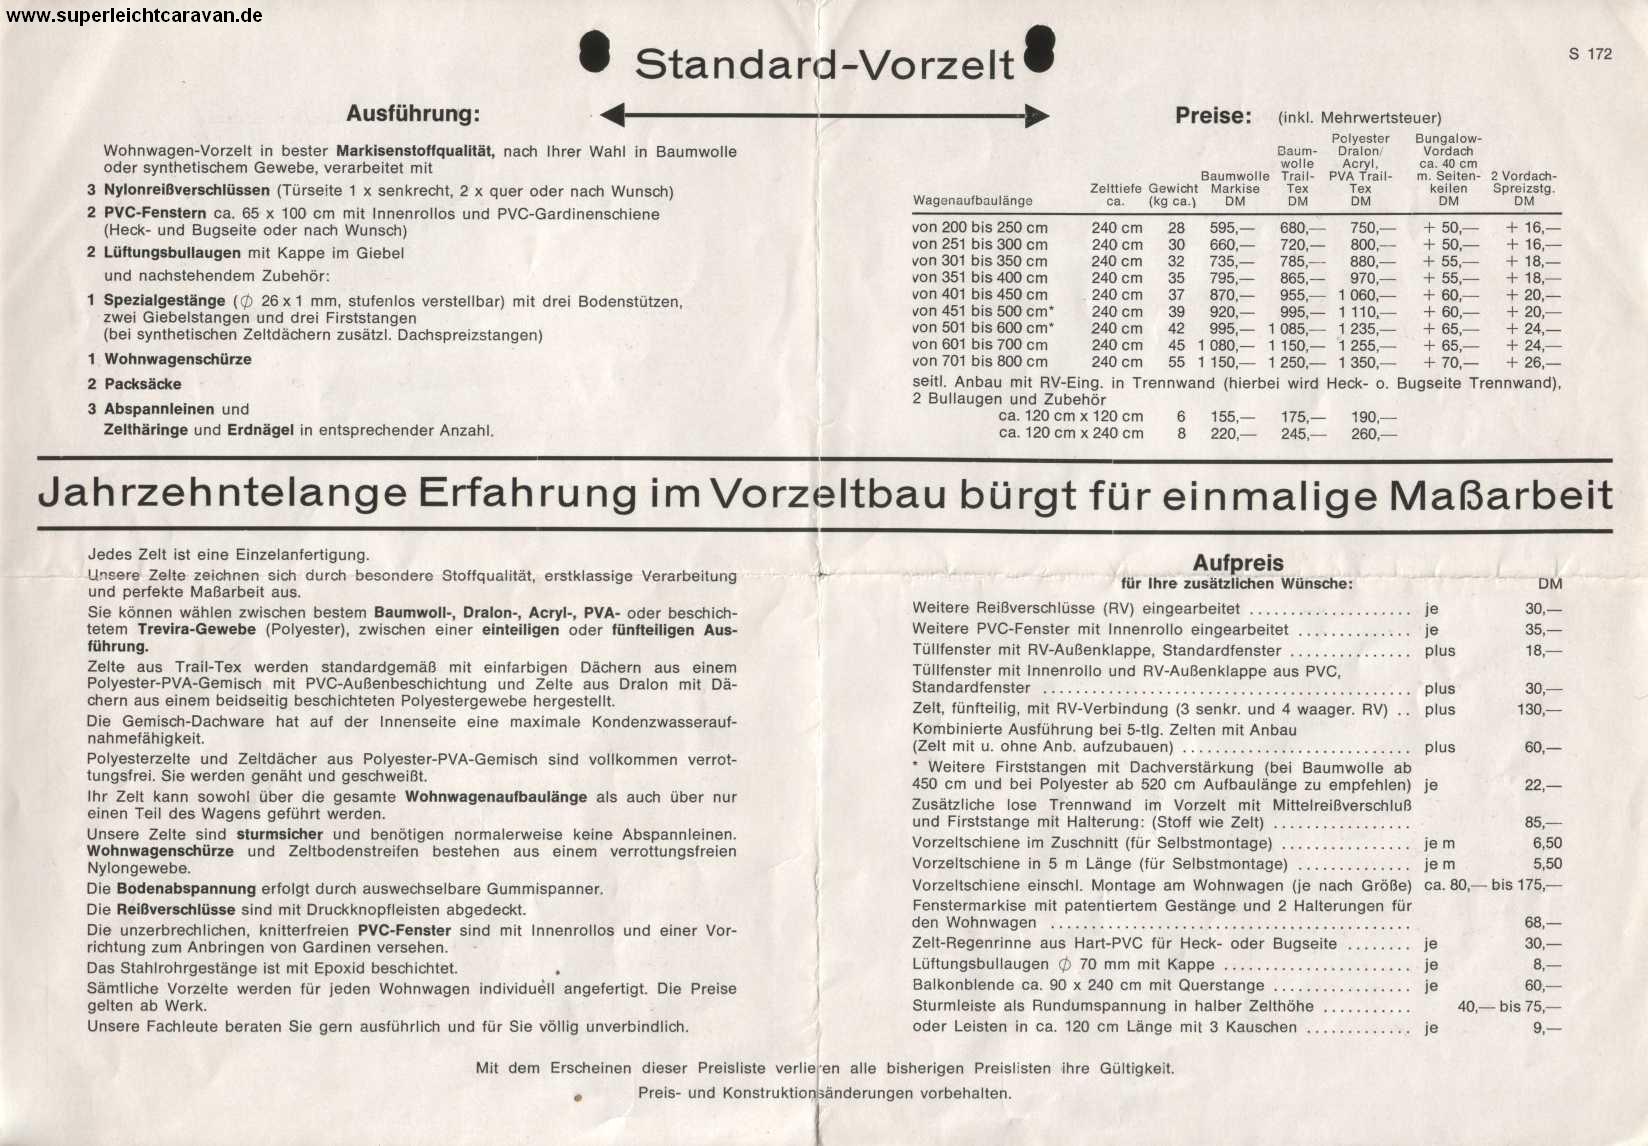 www.superleichtcaravan.de
Standard-Vorzelt
S 172
Ausführung:
Wohnwagen-Vorzelt in bester Markisenstoffqualität, nach Ihrer Wahl in Baumwolle
oder synthetischem Gewebe, verarbeitet mit
3 Nylonreißverschlüssen (Türseite 1 x senkrecht, 2 x quer oder nach Wunsch)
2 PVC-Fenstern ca. 65 x 100 cm mit Innenrollos und PVC-Gardinenschiene
(Heck- und Bugseite oder nach Wunsch)
2 Lüftungsbullaugen mit Kappe im Giebel
und nachstehendem Zubehör:
1 Spezialgestänge (∅ 26 x 1 mm, stufenlos verstellbar) mit drei Bodenstützen,
zwei Giebelstangen und drei Firststangen
(bei synthetischen Zeltdächern zusätzl. Dachspreizstangen)
1 Wohnwagenschürze
2 Packsäcke
3 Abspannleinen und
Zelthäringe und Erdnägel in entsprechender Anzahl.
Preise: (inkl. Mehrwertsteuer)
Polyester Bungalow-
Baum- Dralon/ Vordach
wolle Acryl, ca. 40 cm
Baumwolle Trail- PVA Trail- m. Seiten- 2 Vordach-
Zelttiefe Gewicht Markise Tex Tex keilen Spreizstg.
Wagenaufbaulänge ca. (kg ca.) DM DM DM DM DM
von 200 bis 250 cm 240 cm 28 595,— 680,— 750,— + 50,— + 16,—
von 251 bis 300 cm 240 cm 30 660,— 720,— 800,— + 50,— + 16,—
von 301 bis 350 cm 240 cm 32 735,— 785,— 880,— + 55,— + 18,—
von 351 bis 400 cm 240 cm 35 795,— 865,— 970,— + 55,— + 18,—
von 401 bis 450 cm 240 cm 37 870,— 955,— 1 060,— + 60,— + 20,—
von 451 bis 500 cm* 240 cm 39 920,— 995,— 1 110,— + 60,— + 20,—
von 501 bis 600 cm* 240 cm 42 995,— 1 085,— 1 235,— + 65,— + 24,—
von 601 bis 700 cm 240 cm 45 1 080,— 1 150,— 1 255,— + 65,— + 24,—
von 701 bis 800 cm 240 cm 55 1 150,— 1 250,— 1 350,— + 70,— + 26,—
seitl. Anbau mit RV-Eing. in Trennwand (hierbei wird Heck- o. Bugseite Trennwand),
2 Bullaugen und Zubehör
ca. 120 cm x 120 cm 6 155,— 175,— 190,—
ca. 120 cm x 240 cm 8 220,— 245,— 260,—
Jahrzehntelange Erfahrung im Vorzeltbau bürgt für einmalige Maßarbeit
Jedes Zelt ist eine Einzelanfertigung.
Unsere Zelte zeichnen sich durch besondere Stoffqualität, erstklassige Verarbeitung
und perfekte Maßarbeit aus.
Sie können wählen zwischen bestem Baumwoll-, Dralon-, Acryl-, PVA- oder beschich-
tetem Trevira-Gewebe (Polyester), zwischen einer einteiligen oder fünfteiligen Aus-
führung.
Zelte aus Trail-Tex werden standardgemäß mit einfarbigen Dächern aus einem
Polyester-PVA-Gemisch mit PVC-Außenbeschichtung und Zelte aus Dralon mit Dä-
chern aus einem beidseitig beschichteten Polyestergewebe hergestellt.
Die Gemisch-Dachware hat auf der Innenseite eine maximale Kondenzwasserauf-
nahmefähigkeit.
Polyesterzelte und Zeltdächer aus Polyester-PVA-Gemisch sind vollkommen verrot-
tungsfrei. Sie werden genäht und geschweißt.
Ihr Zelt kann sowohl über die gesamte Wohnwagenaufbaulänge als auch über nur
einen Teil des Wagens geführt werden.
Unsere Zelte sind sturmsicher und benötigen normalerweise keine Abspannleinen.
Wohnwagenschürze und Zeltbodenstreifen bestehen aus einem verrottungsfreien
Nylongewebe.
Die Bodenabspannung erfolgt durch auswechselbare Gummispanner.
Die Reißverschlüsse sind mit Druckknopfleisten abgedeckt.
Die unzerbrechlichen, knitterfreien PVC-Fenster sind mit Innenrollos und einer Vor-
richtung zum Anbringen von Gardinen versehen.
Das Stahlrohrgestänge ist mit Epoxid beschichtet.
Sämtliche Vorzelte werden für jeden Wohnwagen individuell angefertigt. Die Preise
gelten ab Werk.
Unsere Fachleute beraten Sie gern ausführlich und für Sie völlig unverbindlich.
Aufpreis
für Ihre zusätzlichen Wünsche: DM
Weitere Reißverschlüsse (RV) eingearbeitet .................... je 30,—
Weitere PVC-Fenster mit Innenrollo eingearbeitet .............. je 35,—
Tüllfenster mit RV-Außenklappe, Standardfenster ............... plus 18,—
Tüllfenster mit Innenrollo und RV-Außenklappe aus PVC,
Standardfenster ............................................. plus 30,—
Zelt, fünfteilig, mit RV-Verbindung (3 senkr. und 4 waager. RV) .. plus 130,—
Kombinierte Ausführung bei 5-tlg. Zelten mit Anbau
(Zelt mit u. ohne Anb. aufzubauen) ............................ plus 60,—
* Weitere Firststangen mit Dachverstärkung (bei Baumwolle ab
450 cm und bei Polyester ab 520 cm Aufbaulänge zu empfehlen) je 22,—
Zusätzliche lose Trennwand im Vorzelt mit Mittelreißverschluß
und Firststange mit Halterung: (Stoff wie Zelt) ................. 85,—
Vorzeltschiene im Zuschnitt (für Selbstmontage) ................ je m 6,50
Vorzeltschiene in 5 m Länge (für Selbstmontage) .............. je m 5,50
Vorzeltschiene einschl. Montage am Wohnwagen (je nach Größe) ca. 80,— bis 175,—
Fenstermarkise mit patentiertem Gestänge und 2 Halterungen für
den Wohnwagen ............................................ 68,—
Zelt-Regenrinne aus Hart-PVC für Heck- oder Bugseite ........ je 30,—
Lüftungsbullaugen ∅ 70 mm mit Kappe ....................... je 8,—
Balkonblende ca. 90 x 240 cm mit Querstange ................. je 60,—
Sturmleiste als Rundumspannung in halber Zelthöhe ........... 40,— bis 75,—
oder Leisten in ca. 120 cm Länge mit 3 Kauschen ............. je 9,—
Mit dem Erscheinen dieser Preisliste verlieren alle bisherigen Preislisten ihre Gültigkeit.
Preis- und Konstruktionsänderungen vorbehalten.